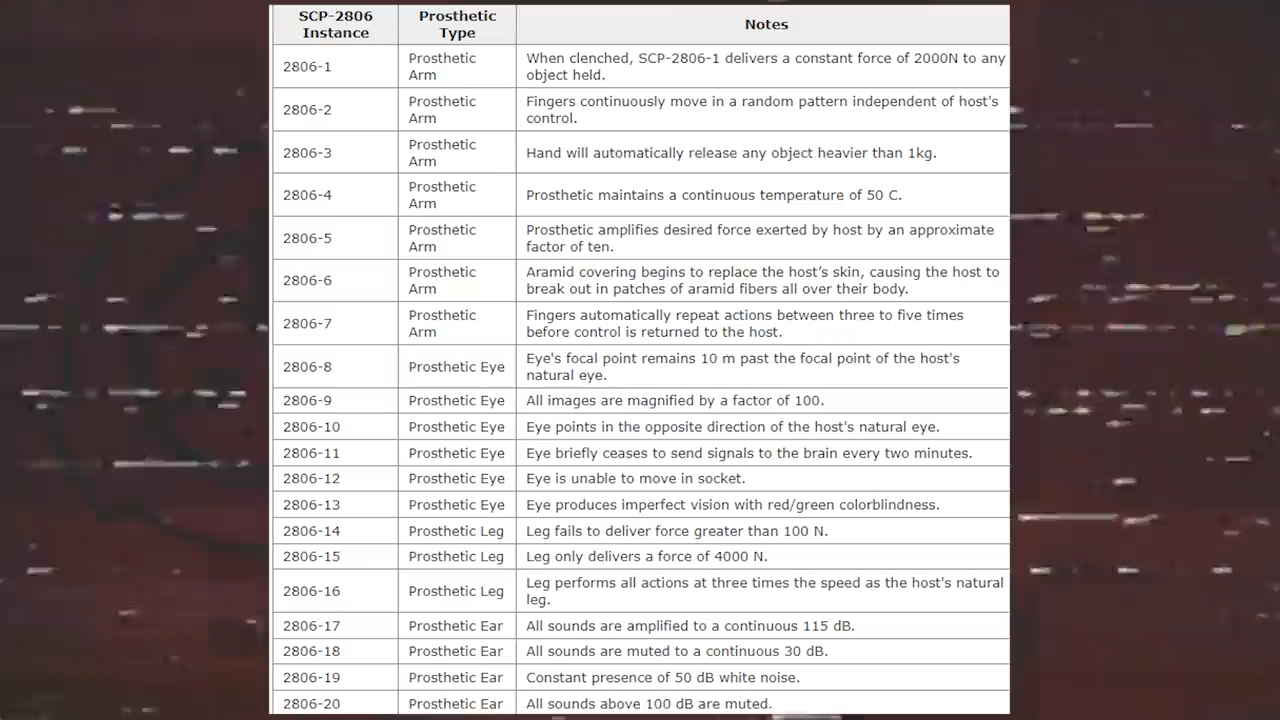 SCP-2806 Instance Prosthetic Type Notes
2806-1 Prosthetic Arm When clenched, SCP-2806-1 delivers a constant force of 2000N to any object held.
2806-2 Prosthetic Arm Fingers continuously move in a random pattern independent of host's control.
2806-3 Prosthetic Arm Hand will automatically release any object heavier than 1kg.
2806-4 Prosthetic Arm Prosthetic maintains a continuous temperature of 50 C.
2806-5 Prosthetic Arm Prosthetic amplifies desired force exerted by host by an approximate factor of ten.
2806-6 Prosthetic Arm Aramid covering begins to replace the host’s skin, causing the host to break out in patches of aramid fibers all over their body.
2806-7 Prosthetic Arm Fingers automatically repeat actions between three to five times before control is returned to the host.
2806-8 Prosthetic Eye Eye's focal point remains 10 m past the focal point of the host's natural eye.
2806-9 Prosthetic Eye All images are magnified by a factor of 100.
2806-10 Prosthetic Eye Eye points in the opposite direction of the host's natural eye.
2806-11 Prosthetic Eye Eye briefly ceases to send signals to the brain every two minutes.
2806-12 Prosthetic Eye Eye is unable to move in socket.
2806-13 Prosthetic Eye Eye produces imperfect vision with red/green colorblindness.
2806-14 Prosthetic Leg Leg fails to deliver force greater than 100 N.
2806-15 Prosthetic Leg Leg only delivers a force of 4000 N.
2806-16 Prosthetic Leg Leg performs all actions at three times the speed as the host's natural leg.
2806-17 Prosthetic Ear All sounds are amplified to a continuous 115 dB.
2806-18 Prosthetic Ear All sounds are muted to a continuous 30 dB.
2806-19 Prosthetic Ear Constant presence of 50 dB white noise.
2806-20 Prosthetic Ear All sounds above 100 dB are muted.